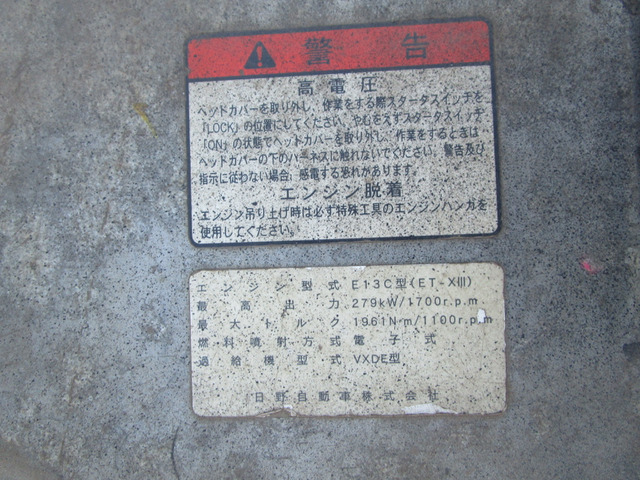 警告
高電圧
ヘッドカバーを取り外し、作業をする際スタータスイッチを
「LOCK」の位置にしてください。やむをえずスタータスイッチ
「ON」の状態でヘッドカバーを取り外し、作業をするときは
ヘッドカバーの下のハーネスに触れないでください。警告及び
指示に従わない場合、感電する恐れがあります。
エンジン脱着
エンジン吊り上げ時は必ず特殊工具のエンジンハンガを
使用してください。
エンジン型式 E13C型(ET-XIII)
最高出力 279kW/1700r.p.m
最大トルク 1961N・m/1100r.p.m
燃料噴射方式 電子式
過給機型式 VXDE型
日野自動車株式会社